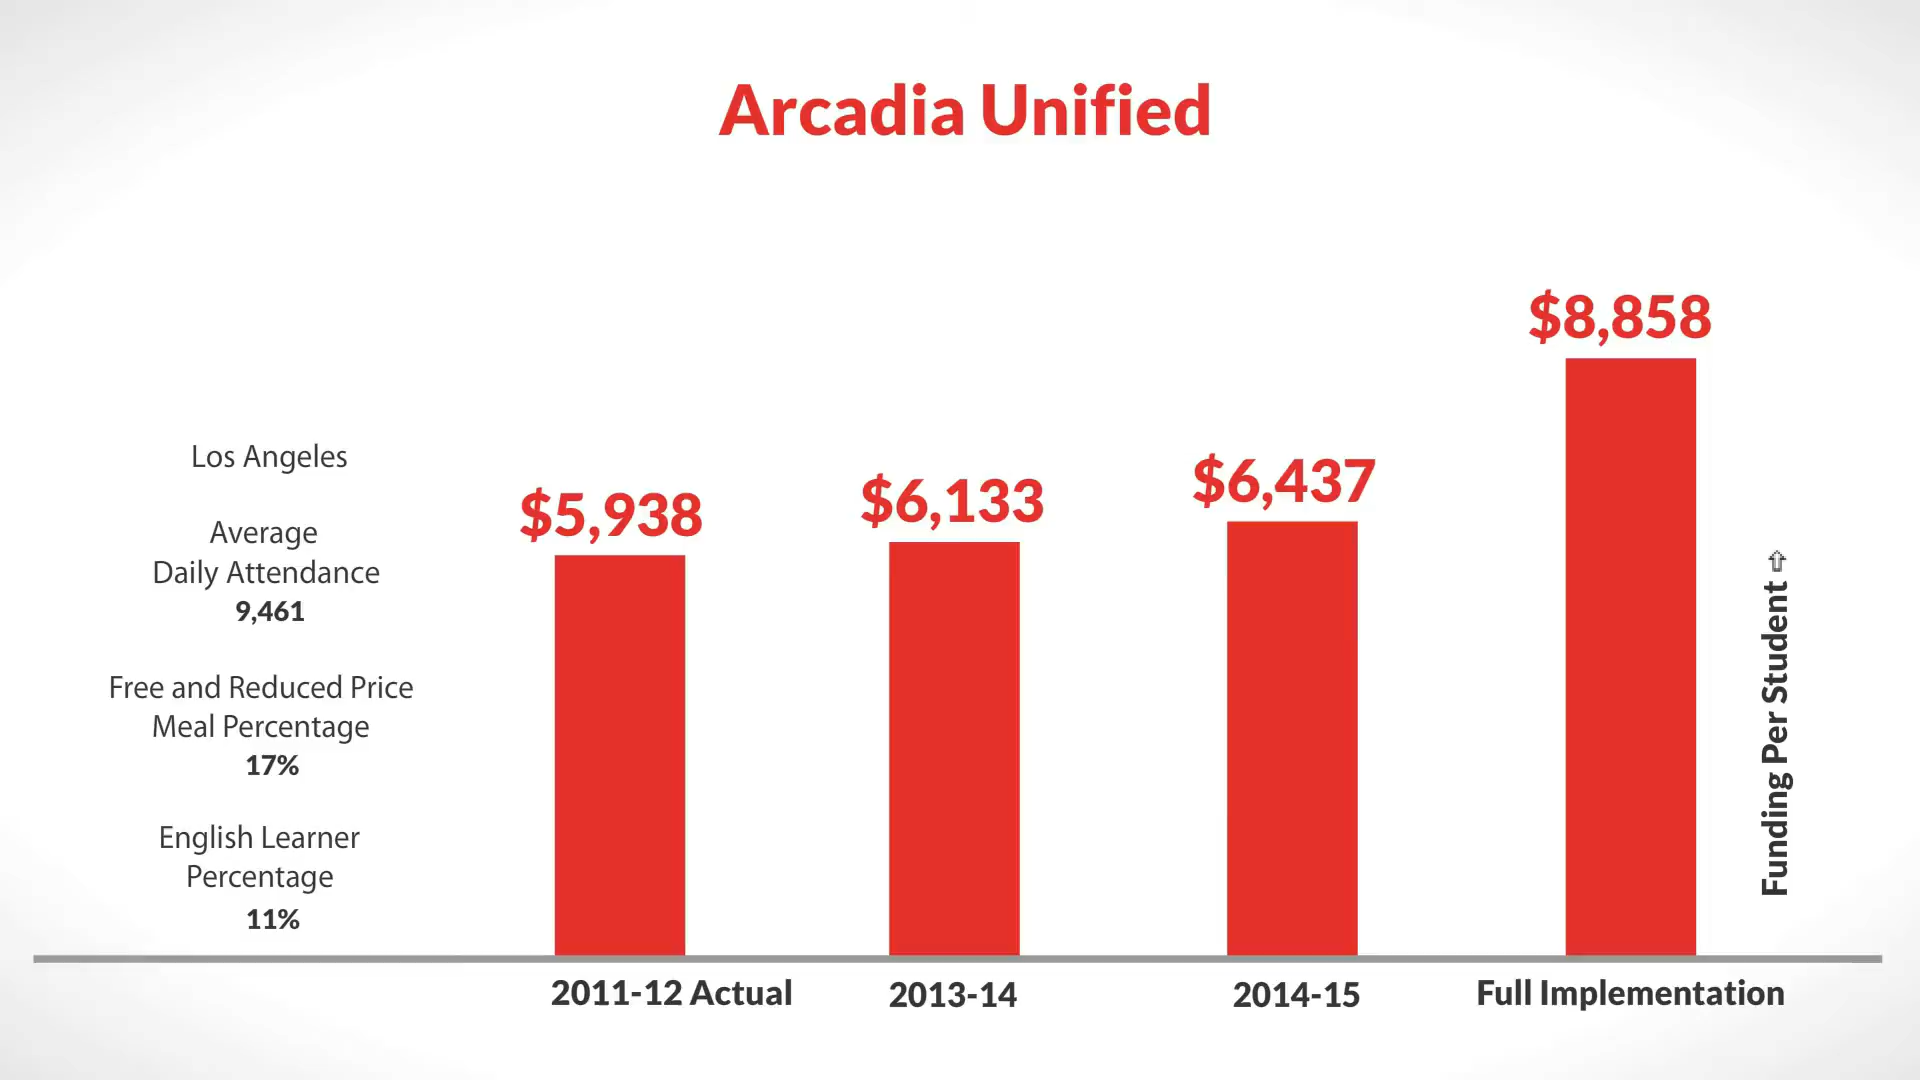 Arcadia Unified
Los Angeles
Average
Daily Attendance
9,461
Free and Reduced Price
Meal Percentage
17%
English Learner
Percentage
11%
$5,938
$6,133
$6,437
$8,858
2011-12 Actual
2013-14
2014-15
Full Implementation
Funding Per Student ⇧